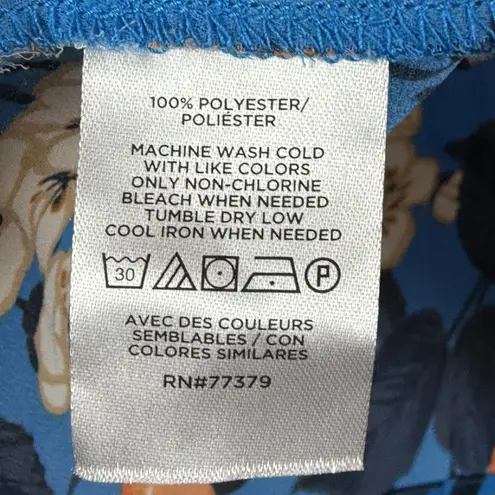 100% POLYESTER/
POLIÉSTER
MACHINE WASH COLD
WITH LIKE COLORS
ONLY NON-CHLORINE
BLEACH WHEN NEEDED
TUMBLE DRY LOW
COOL IRON WHEN NEEDED
30 P
AVEC DES COULEURS
SEMBLABLES / CON
COLORES SIMILARES
RN#77379